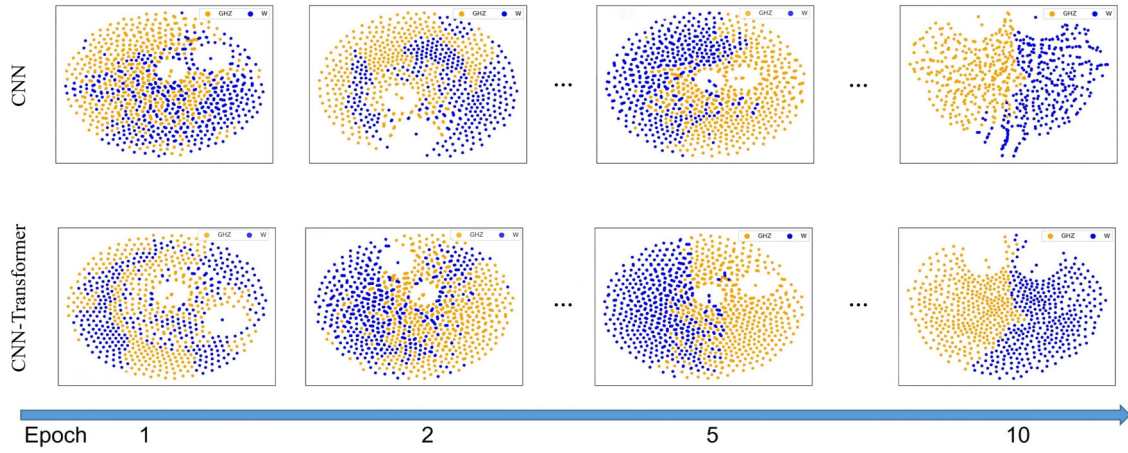 CNN
GHZ W
GHZ W
...
GHZ W
...
GHZ W
CNN-Transformer
GHZ W
GHZ W
...
GHZ W
...
GHZ W
Epoch 1 2 5 10